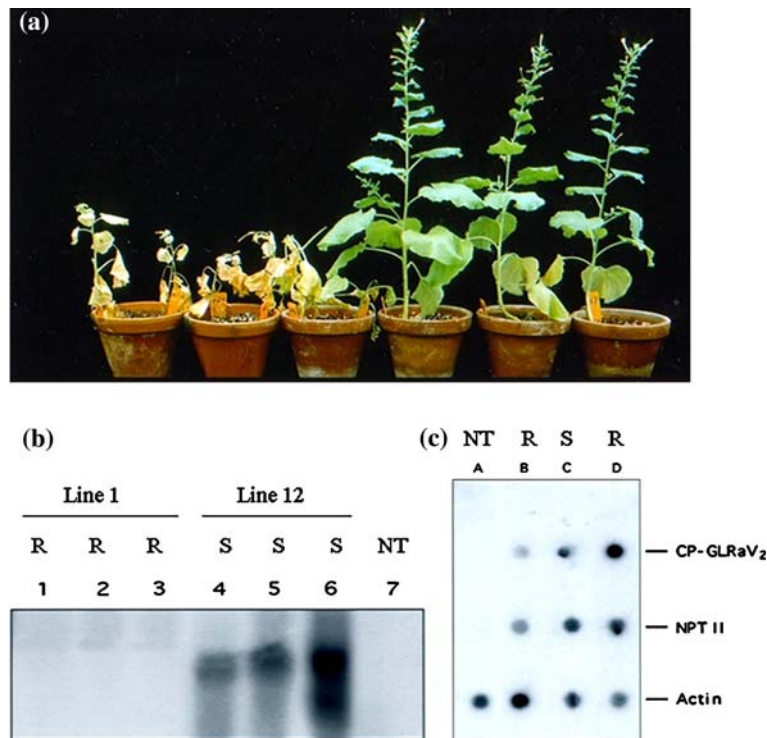 (a)
(b)
Line 1 Line 12
R R R S S S NT
1 2 3 4 5 6 7
(c) NT R S R
A B C D
CP-GLRaV2
NPT II
Actin